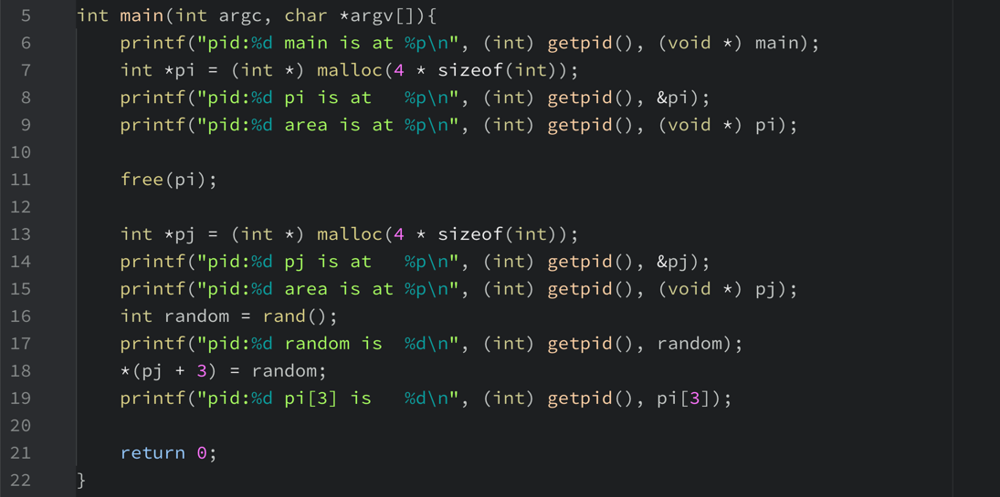 5 int main(int argc, char *argv[]){
6     printf("pid:%d main is at %p\n", (int) getpid(), (void *) main);
7     int *pi = (int *) malloc(4 * sizeof(int));
8     printf("pid:%d pi is at   %p\n", (int) getpid(), &pi);
9     printf("pid:%d area is at %p\n", (int) getpid(), (void *) pi);
10
11     free(pi);
12
13     int *pj = (int *) malloc(4 * sizeof(int));
14     printf("pid:%d pj is at   %p\n", (int) getpid(), &pj);
15     printf("pid:%d area is at %p\n", (int) getpid(), (void *) pj);
16     int random = rand();
17     printf("pid:%d random is  %d\n", (int) getpid(), random);
18     *(pj + 3) = random;
19     printf("pid:%d pi[3] is   %d\n", (int) getpid(), pi[3]);
20
21     return 0;
22 }